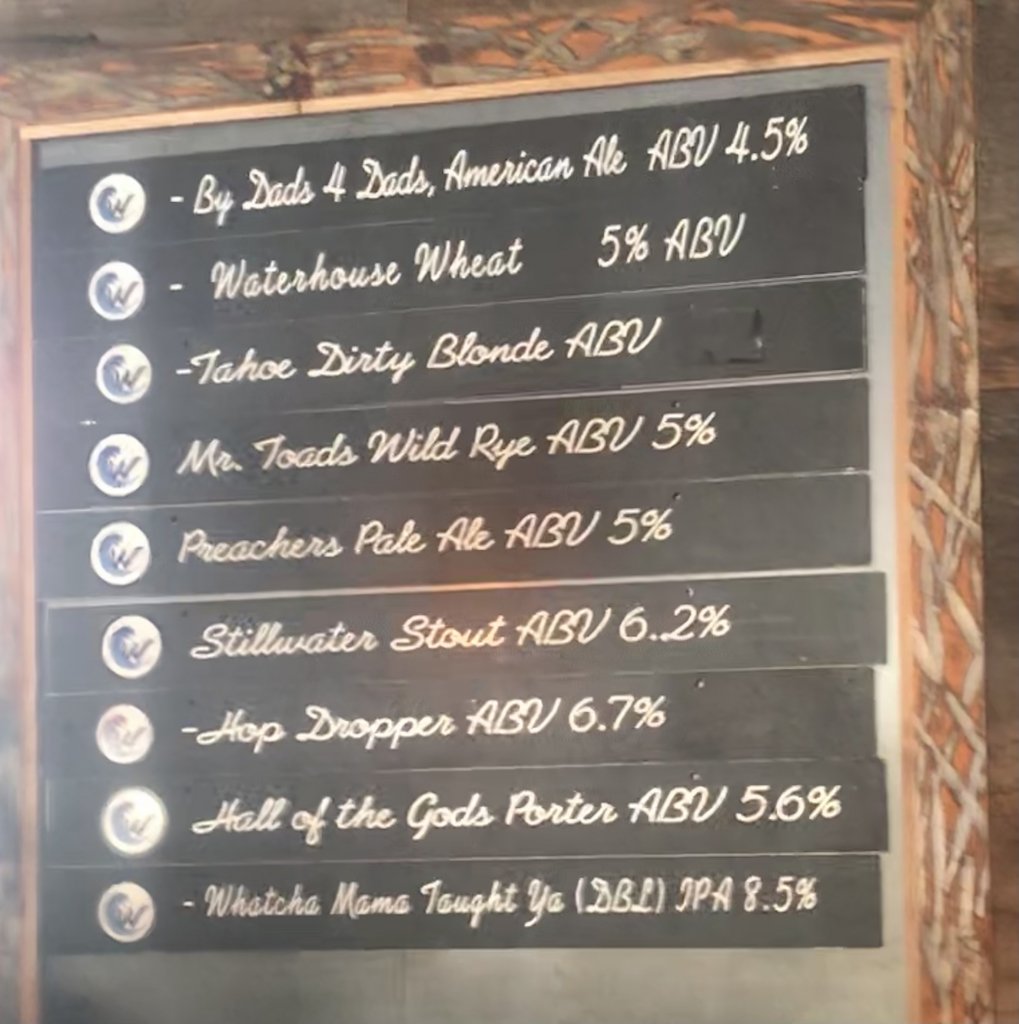 - By Dads 4 Dads, American Ale ABV 4.5%
- Waterhouse Wheat 5% ABV
-Tahoe Dirty Blonde ABV
Mr. Toads Wild Rye ABV 5%
Preachers Pale Ale ABV 5%
Stillwater Stout ABV 6.2%
-Hop Dropper ABV 6.7%
Hall of the Gods Porter ABV 5.6%
- Whatcha Mama Taught Ya (DBL) IPA 8.5%